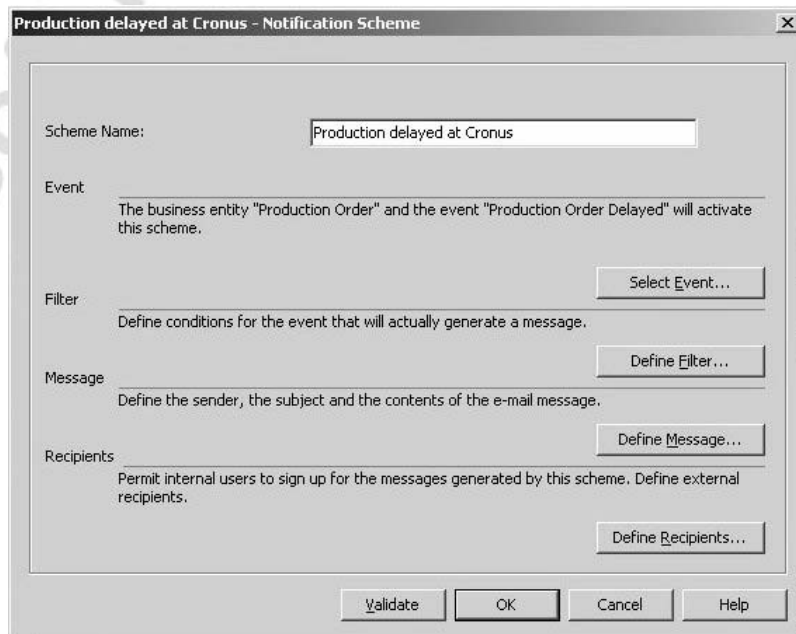 Production delayed at Cronus - Notification Scheme
Scheme Name:
Production delayed at Cronus
Event
The business entity "Production Order" and the event "Production Order Delayed" will activate
this scheme.
Select Event...
Filter
Define conditions for the event that will actually generate a message.
Define Filter...
Message
Define the sender, the subject and the contents of the e-mail message.
Define Message...
Recipients
Permit internal users to sign up for the messages generated by this scheme. Define external
recipients.
Define Recipients...
Validate
OK
Cancel
Help